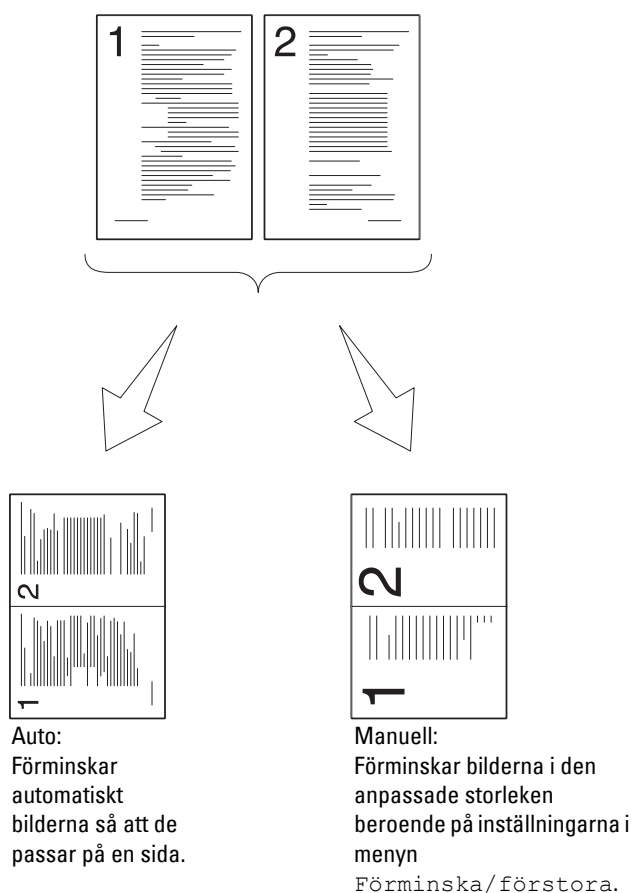 1
2
2
1
Auto:
Förminskar
automatiskt
bilderna så att de
passar på en sida.
2
1
Manuell:
Förminskar bilderna i den
anpassade storleken
beroende på inställningarna i
menyn
Förminska/förstora.